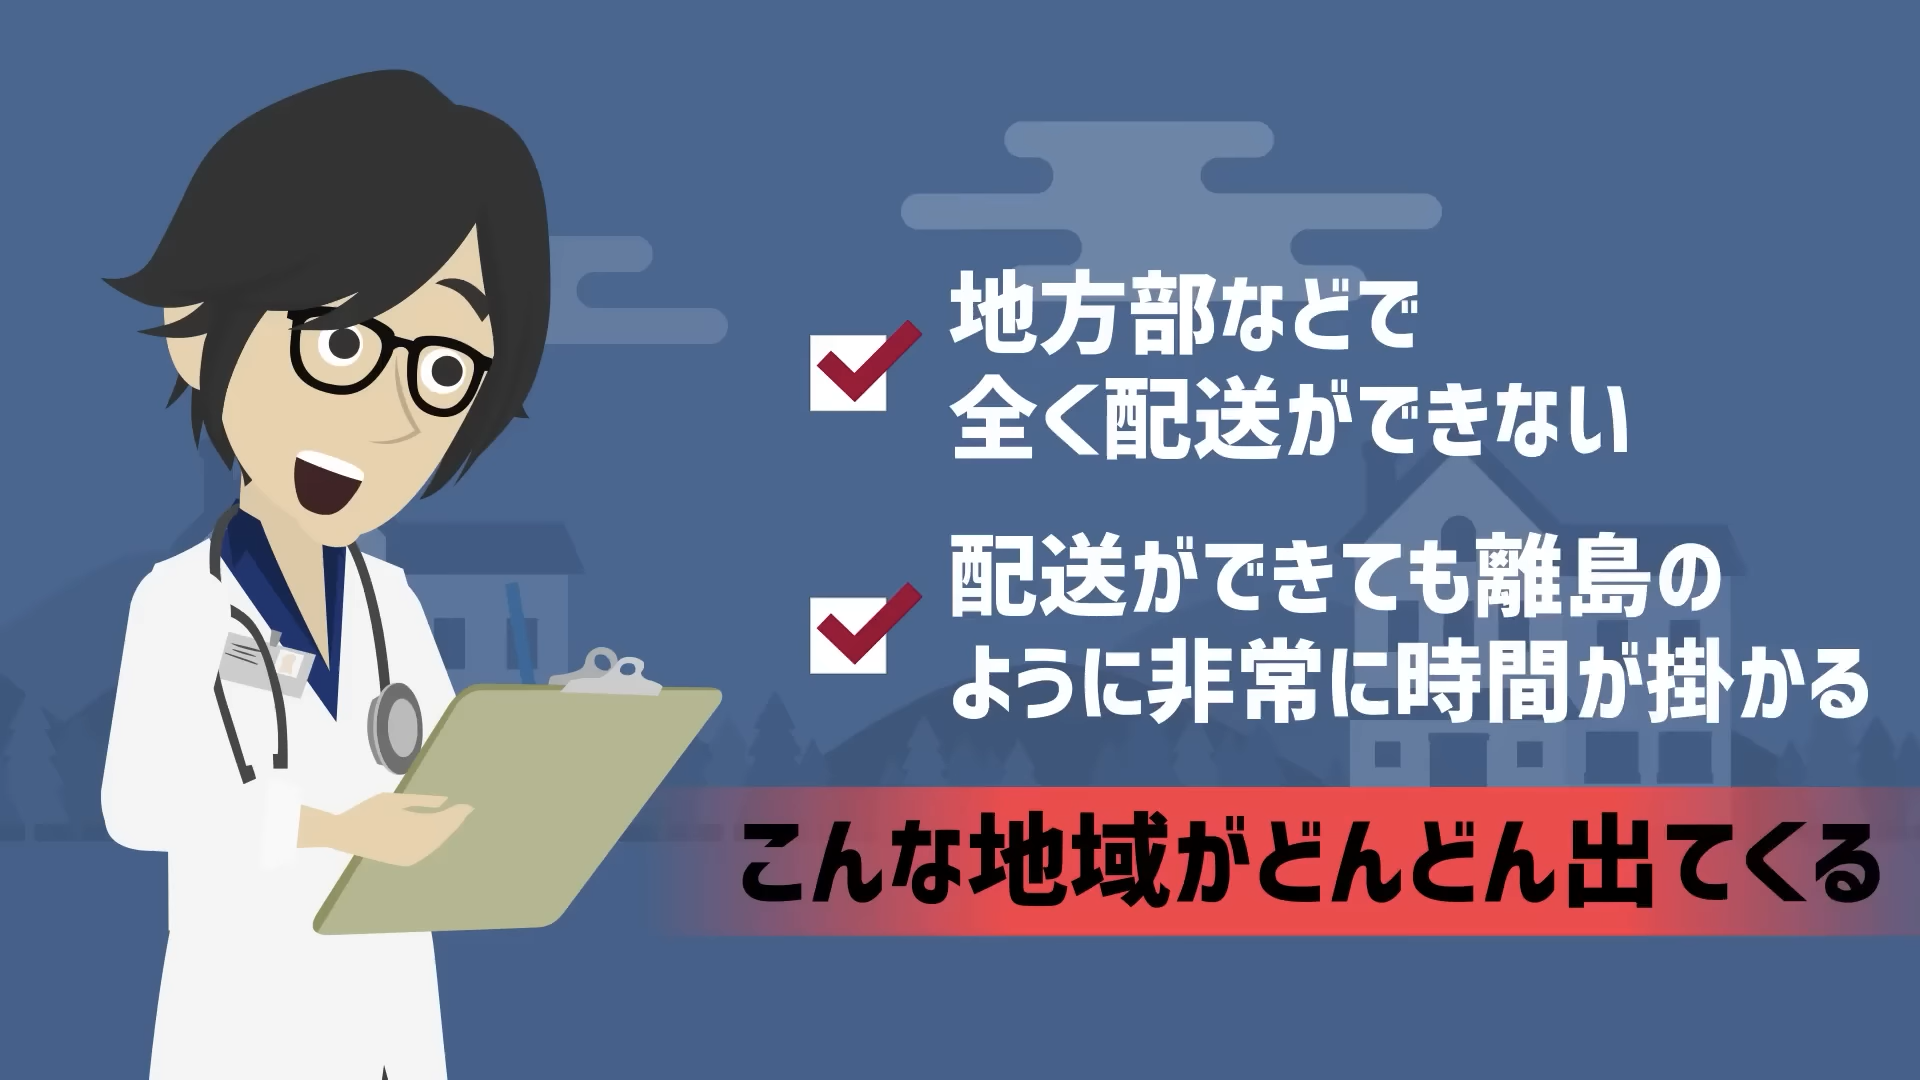 地方部などで
全く配送ができない
配送ができても離島の
ように非常に時間が掛かる
こんな地域がどんどん出てくる